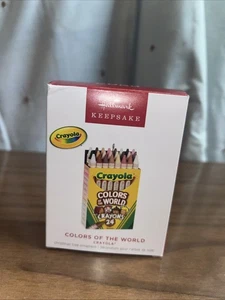 Hallmark
KEEPSAKE
Crayola
Crayola
COLORS
OF THE
WORLD
CRAYONS
24
COLORS OF THE WORLD
CRAYOLA